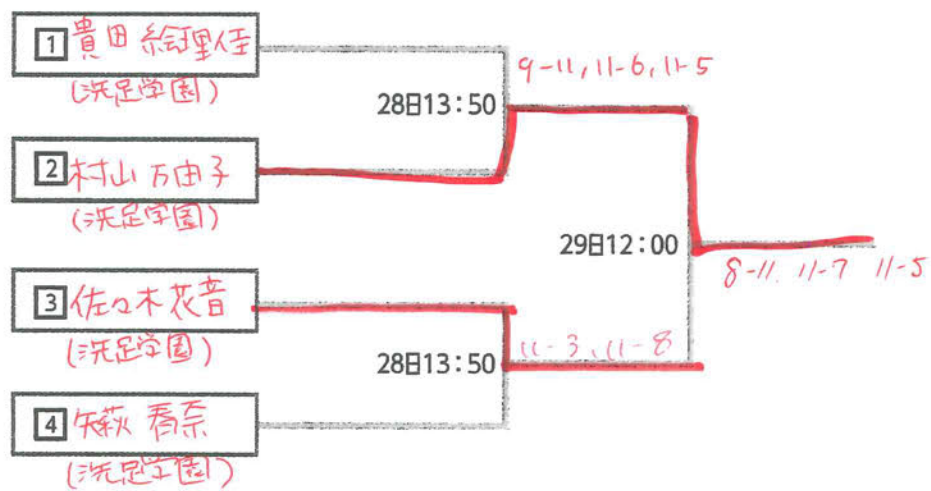 1 貴田 絵理佳
(洗足学園)
28日13:50
9-11, 11-6, 11-5
2 村山 万由子
(洗足学園)
29日12:00
8-11, 11-7 11-5
3 佐々木 花音
(洗足学園)
28日13:50
11-3, 11-8
4 矢萩 香奈
(洗足学園)